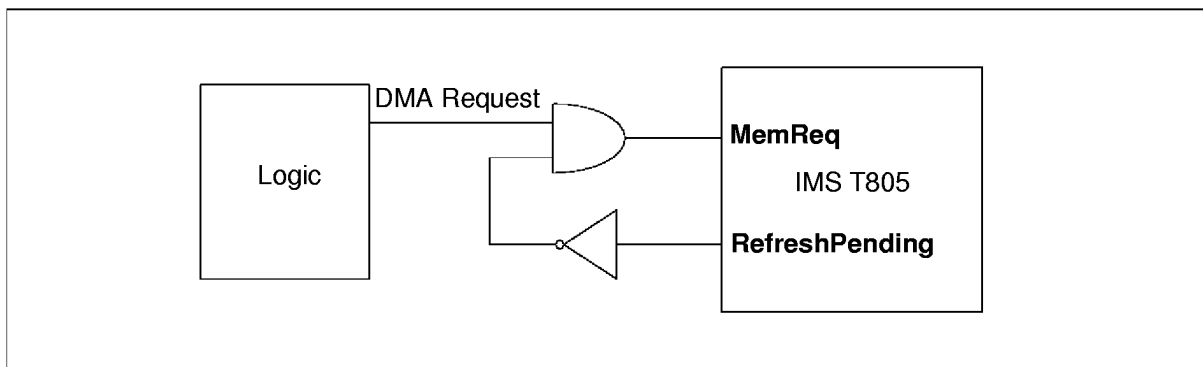 DMA Request
Logic
MemReq
IMS T805
RefreshPending